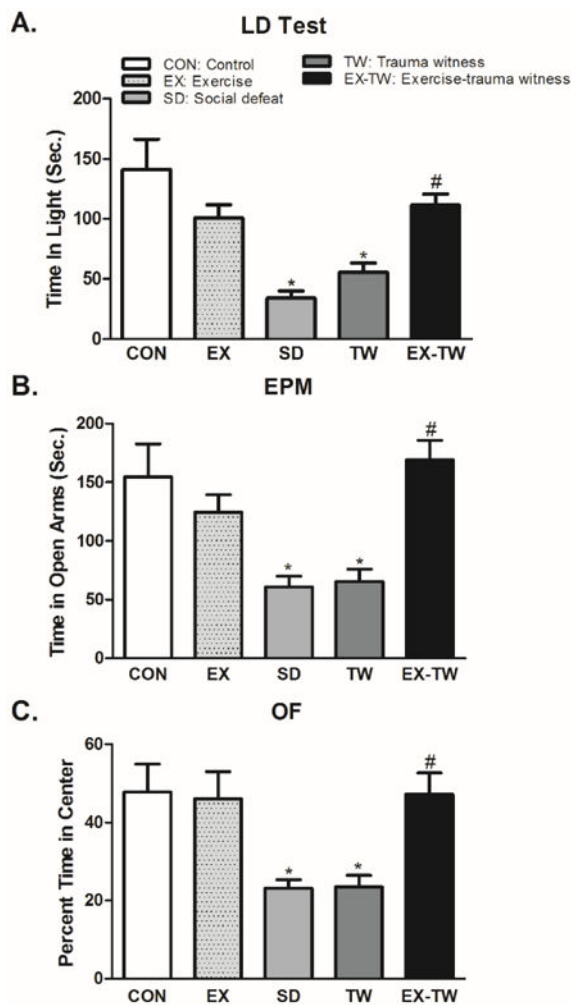 A. LD Test
CON: Control
EX: Exercise
SD: Social defeat
TW: Trauma witness
EX-TW: Exercise-trauma witness
Time In Light (Sec.)
200
150
100
50
0
* * #
CON EX SD TW EX-TW
B. EPM
Time in Open Arms (Sec.)
200
150
100
50
0
* * #
CON EX SD TW EX-TW
C. OF
Percent Time in Center
60
40
20
0
* * #
CON EX SD TW EX-TW